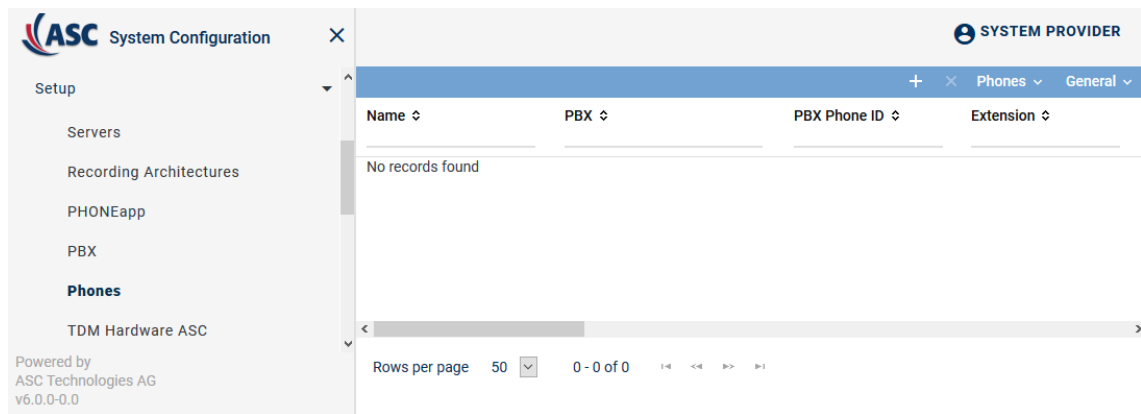 ASC System Configuration
SYSTEM PROVIDER
Setup
Servers
Recording Architectures
PHONEapp
PBX
Phones
TDM Hardware ASC
Powered by
ASC Technologies AG
v6.0.0-0.0
Phones General
Name PBX PBX Phone ID Extension
No records found
Rows per page 50 0 - 0 of 0